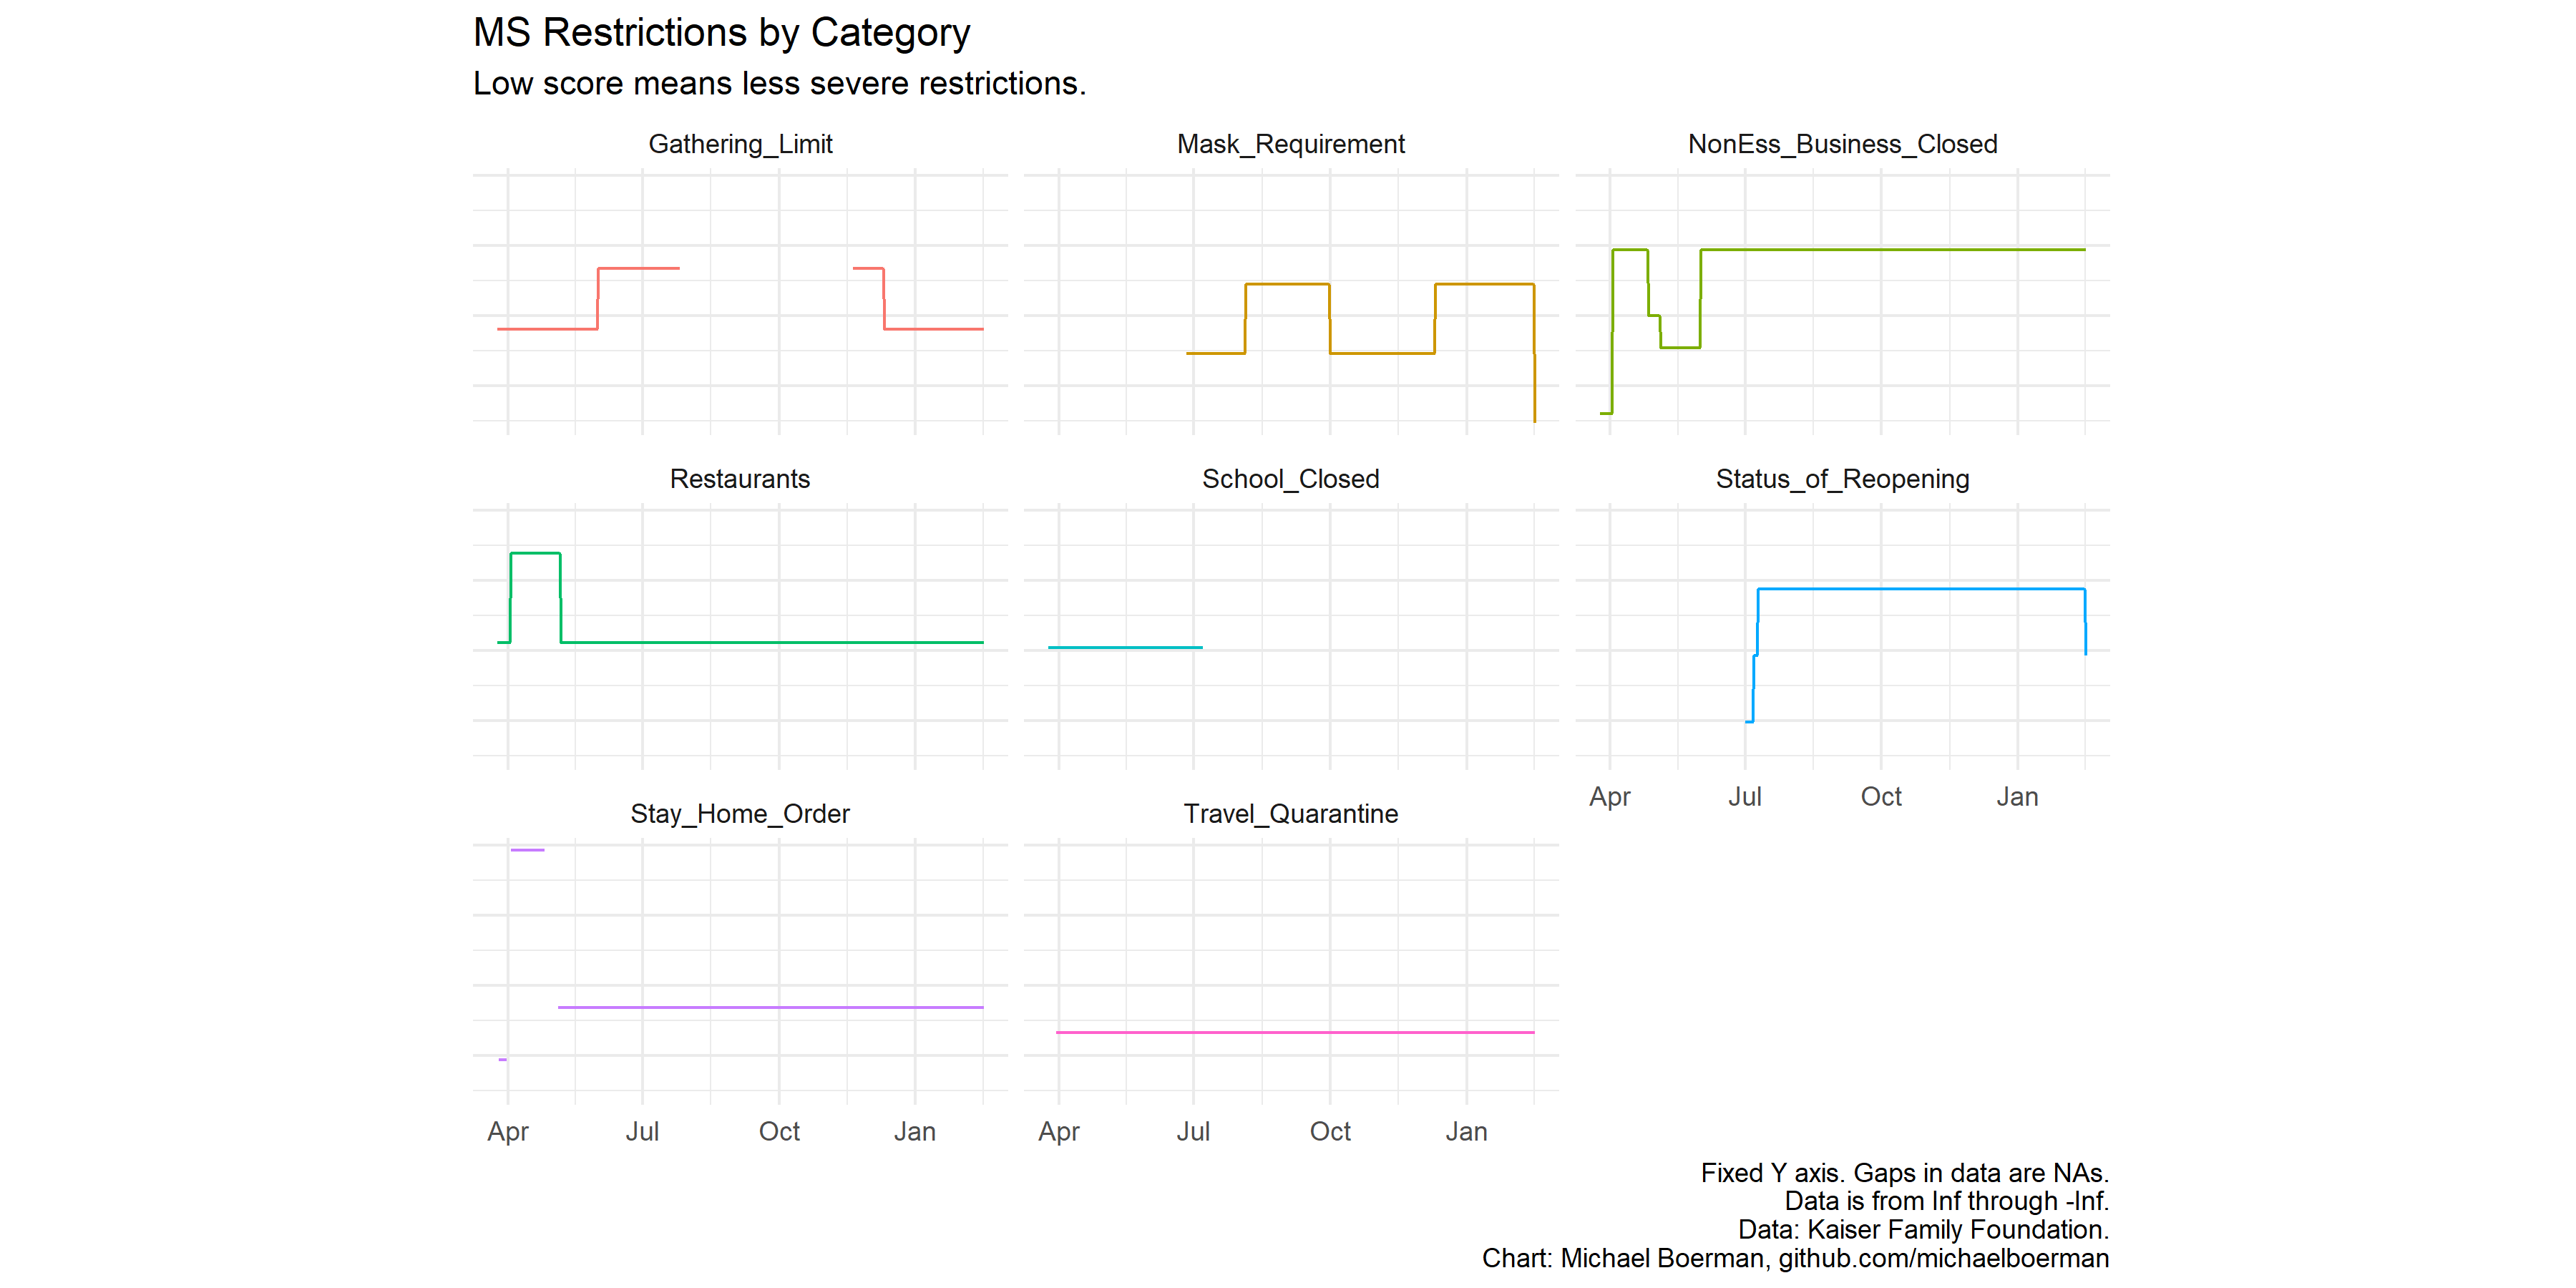 MS Restrictions by Category
Low score means less severe restrictions.
Gathering_Limit
Mask_Requirement
NonEss_Business_Closed
Restaurants
School_Closed
Status_of_Reopening
Apr Jul Oct Jan
Stay_Home_Order
Travel_Quarantine
Apr Jul Oct Jan
Apr Jul Oct Jan
Fixed Y axis. Gaps in data are NAs.
Data is from Inf through -Inf.
Data: Kaiser Family Foundation.
Chart: Michael Boerman, github.com/michaelboerman